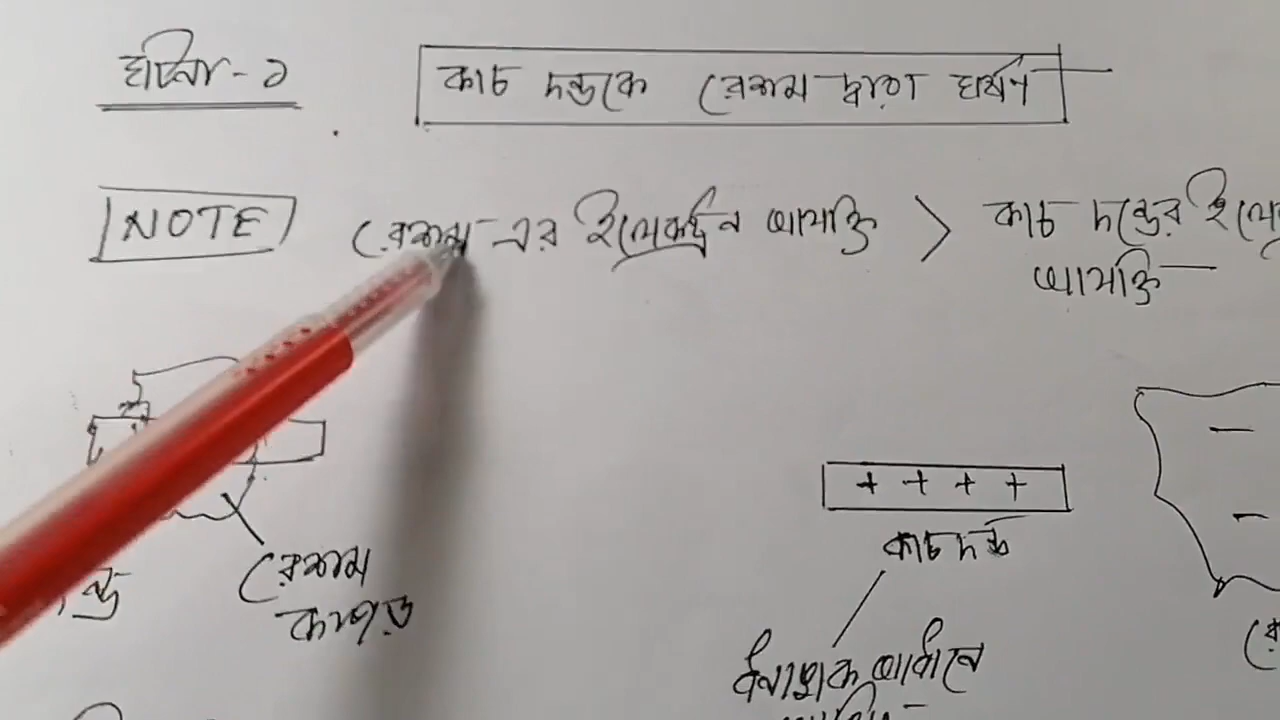 ঘটনা - ১
কাচ দন্ডকে রেশম দ্বারা ঘর্ষণ
NOTE
রেশম - এর ইলেকট্রন আসক্তি > কাচ দন্ডের
আসক্তি
+ + + +
কাচ দন্ড
রেশম
কাপড়
ধনাত্মক আধানে